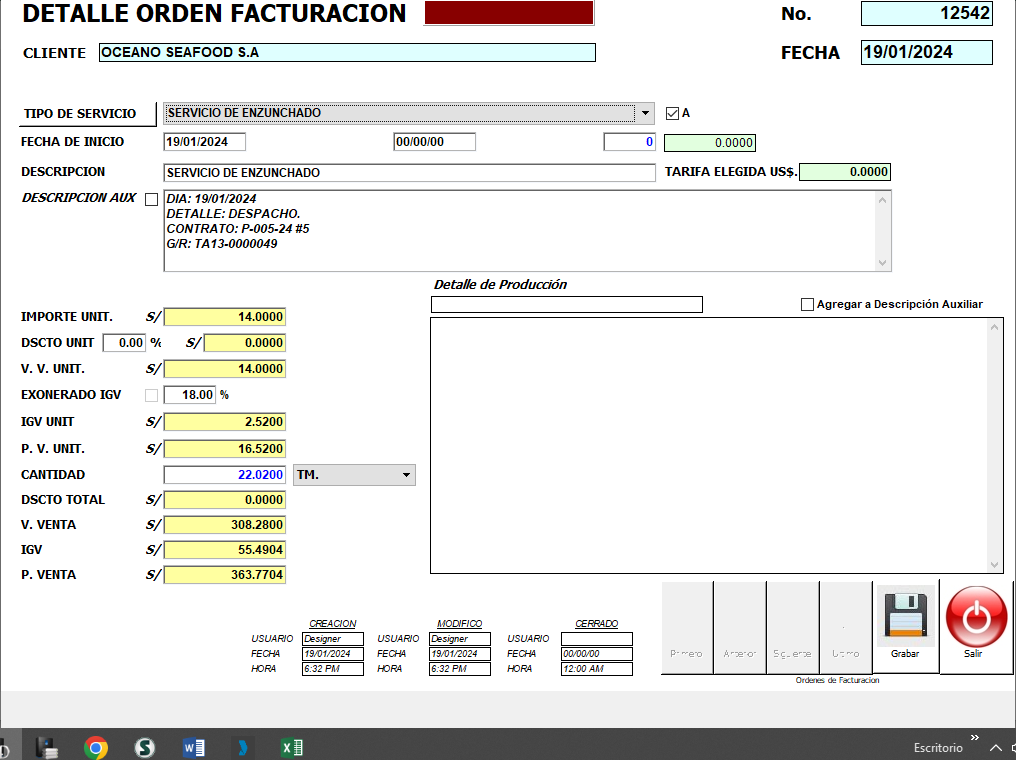 DETALLE ORDEN FACTURACION
No. 12542
CLIENTE OCEANO SEAFOOD S.A
FECHA 19/01/2024
TIPO DE SERVICIO SERVICIO DE ENZUNCHADO A
FECHA DE INICIO 19/01/2024 00/00/00 0 0.0000
DESCRIPCION SERVICIO DE ENZUNCHADO TARIFA ELEGIDA US$. 0.0000
DESCRIPCION AUX
DIA: 19/01/2024
DETALLE: DESPACHO.
CONTRATO: P-005-24 #5
G/R: TA13-0000049
Detalle de Producción
Agregar a Descripción Auxiliar
IMPORTE UNIT. S/ 14.0000
DSCTO UNIT 0.00 % S/ 0.0000
V. V. UNIT. S/ 14.0000
EXONERADO IGV 18.00 %
IGV UNIT S/ 2.5200
P. V. UNIT. S/ 16.5200
CANTIDAD 22.0200 TM.
DSCTO TOTAL S/ 0.0000
V. VENTA S/ 308.2800
IGV S/ 55.4904
P. VENTA S/ 363.7704
CREACION MODIFICO CERRADO
USUARIO Designer USUARIO Designer USUARIO
FECHA 19/01/2024 FECHA 19/01/2024 FECHA 00/00/00
HORA 6:32 PM HORA 6:32 PM HORA 12:00 AM
Primero Anterior Siguiente Ultimo Grabar Salir
Ordenes de Facturacion
Escritorio